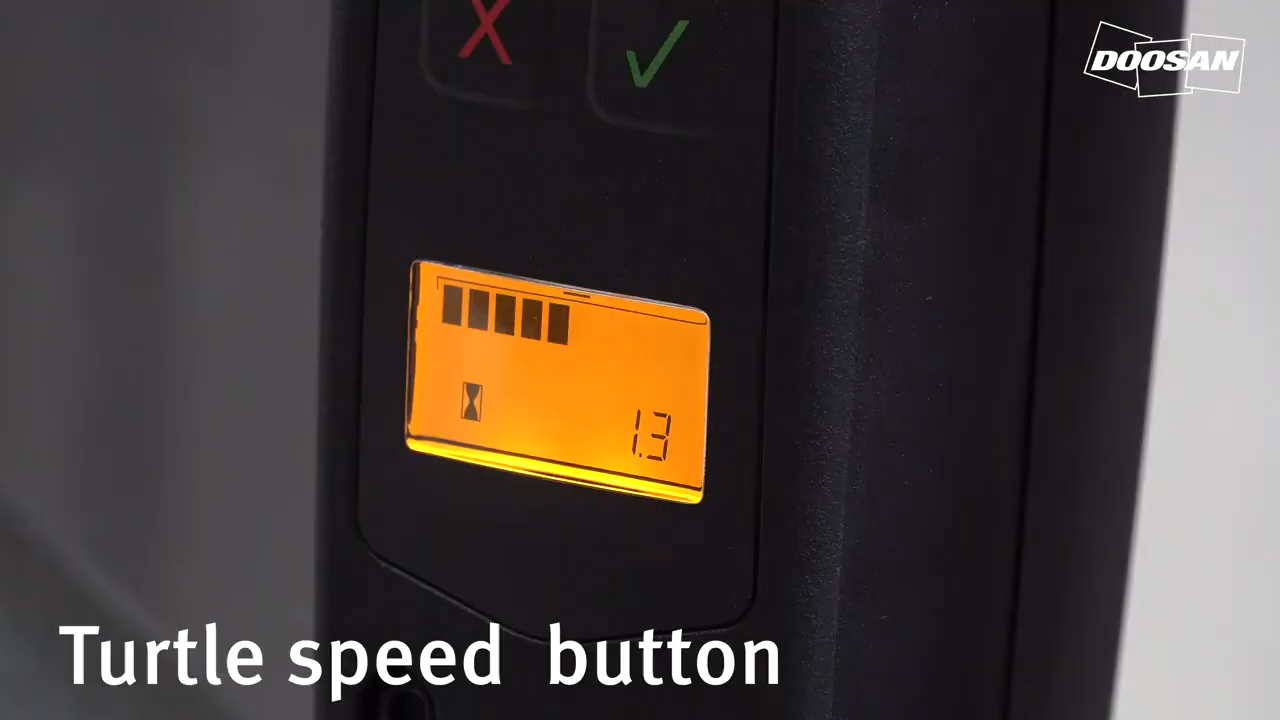 X ✓
DOOSAN
1.3
Turtle speed button